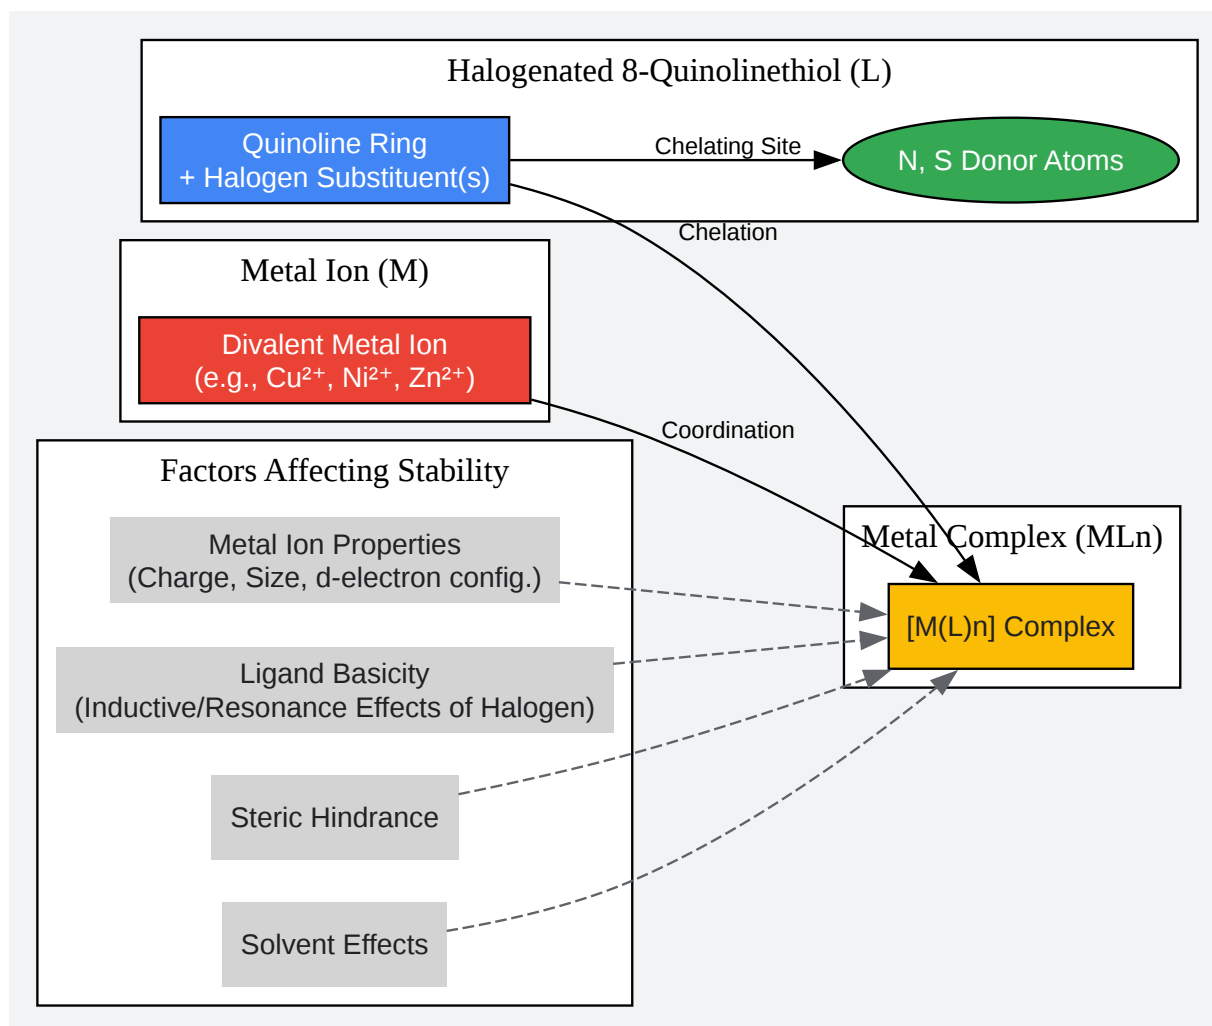 Halogenated 8-Quinolinethiol (L)
Quinoline Ring
+ Halogen Substituent(s)
Chelating Site
N, S Donor Atoms
Chelation
Metal Ion (M)
Divalent Metal Ion
(e.g., Cu²⁺, Ni²⁺, Zn²⁺)
Coordination
Factors Affecting Stability
Metal Ion Properties
(Charge, Size, d-electron config.)
Ligand Basicity
(Inductive/Resonance Effects of Halogen)
Steric Hindrance
Solvent Effects
Metal Complex (MLn)
[M(L)n] Complex